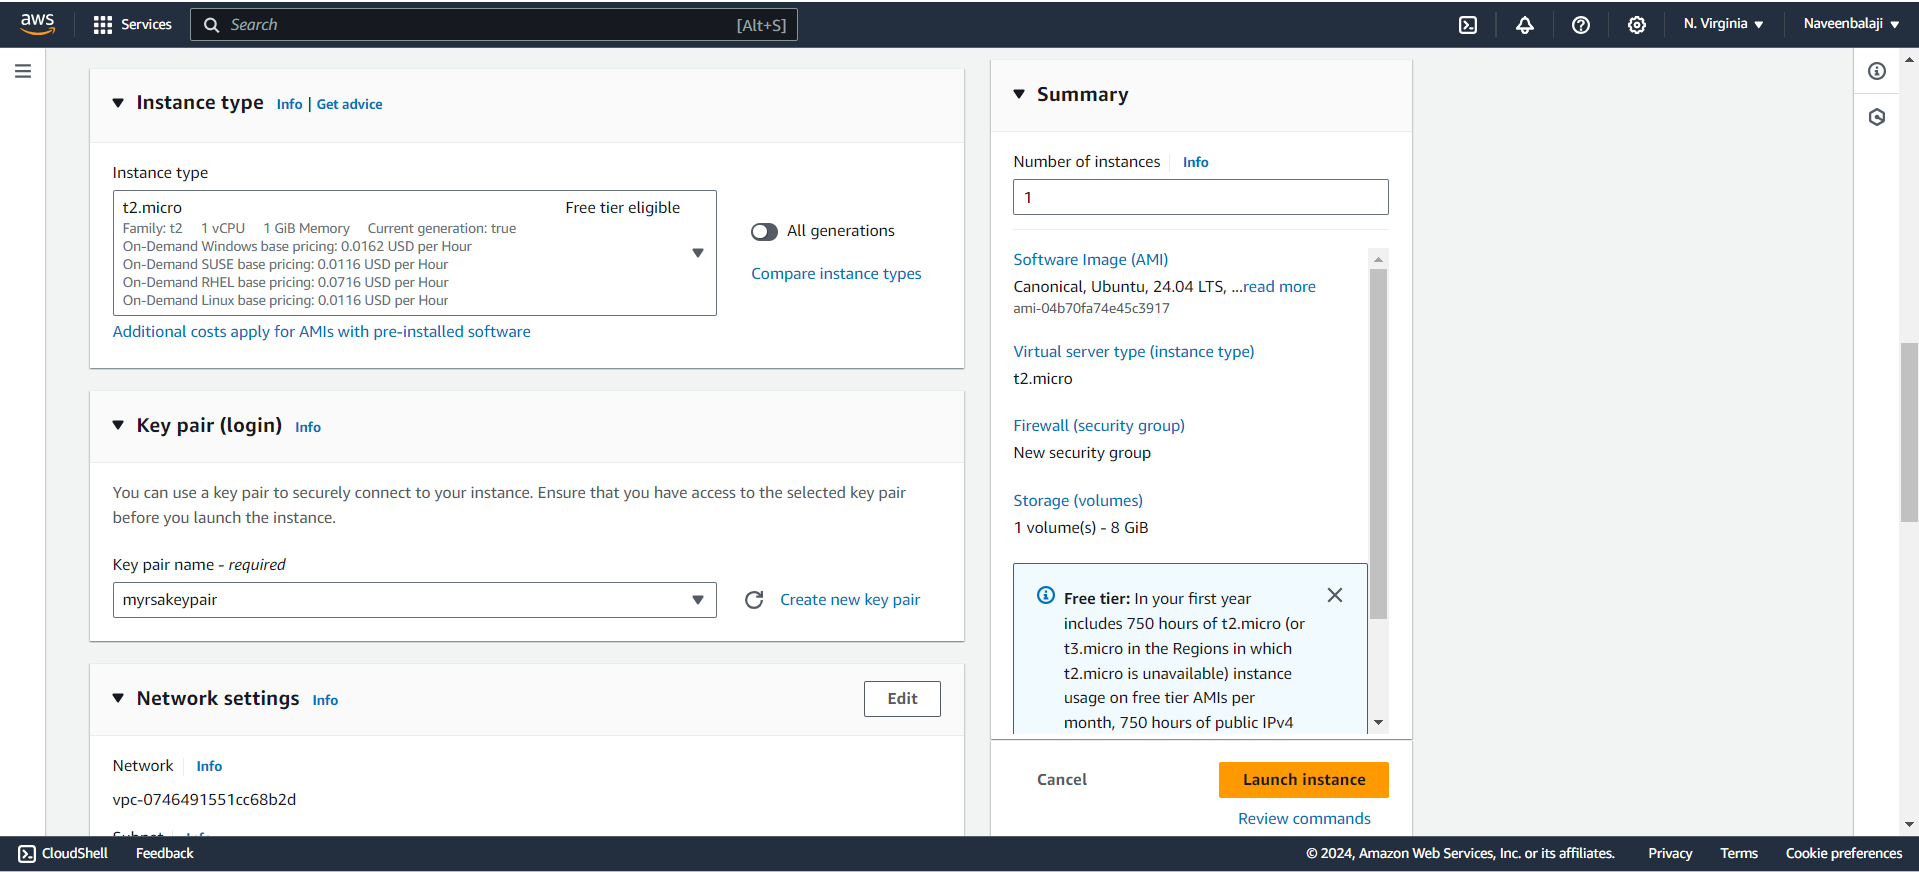 aws
Services
Search
[Alt+S]
N. Virginia
Naveenbalaji
Instance type
Info | Get advice
Instance type
t2.micro
Free tier eligible
Family: t2 1 vCPU 1 GiB Memory Current generation: true
On-Demand Windows base pricing: 0.0162 USD per Hour
On-Demand SUSE base pricing: 0.0116 USD per Hour
On-Demand RHEL base pricing: 0.0716 USD per Hour
On-Demand Linux base pricing: 0.0116 USD per Hour
All generations
Compare instance types
Additional costs apply for AMIs with pre-installed software
Key pair (login)
Info
You can use a key pair to securely connect to your instance. Ensure that you have access to the selected key pair
before you launch the instance.
Key pair name - required
myrsakeypair
Create new key pair
Network settings
Info
Edit
Network
Info
vpc-0746491551cc68b2d
Subnet
Info
Summary
Number of instances
Info
1
Software Image (AMI)
Canonical, Ubuntu, 24.04 LTS, ...read more
ami-04b70fa74e45c3917
Virtual server type (instance type)
t2.micro
Firewall (security group)
New security group
Storage (volumes)
1 volume(s) - 8 GiB
Free tier: In your first year
includes 750 hours of t2.micro (or
t3.micro in the Regions in which
t2.micro is unavailable) instance
usage on free tier AMIs per
month, 750 hours of public IPv4
Cancel
Launch instance
Review commands
CloudShell
Feedback
© 2024, Amazon Web Services, Inc. or its affiliates.
Privacy
Terms
Cookie preferences